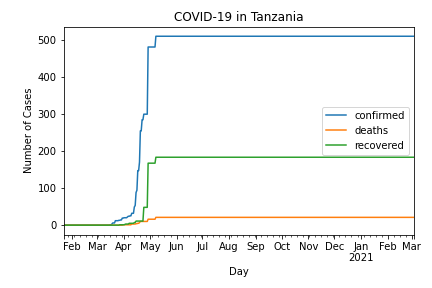 COVID-19 in Tanzania
Number of Cases
500
400
300
200
100
0
confirmed
deaths
recovered
Feb Mar Apr May Jun Jul Aug Sep Oct Nov Dec Jan Feb Mar
2021
Day